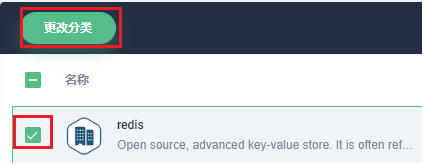 更改分类
名称
redis
Open source, advanced key-value store. It is often ref...